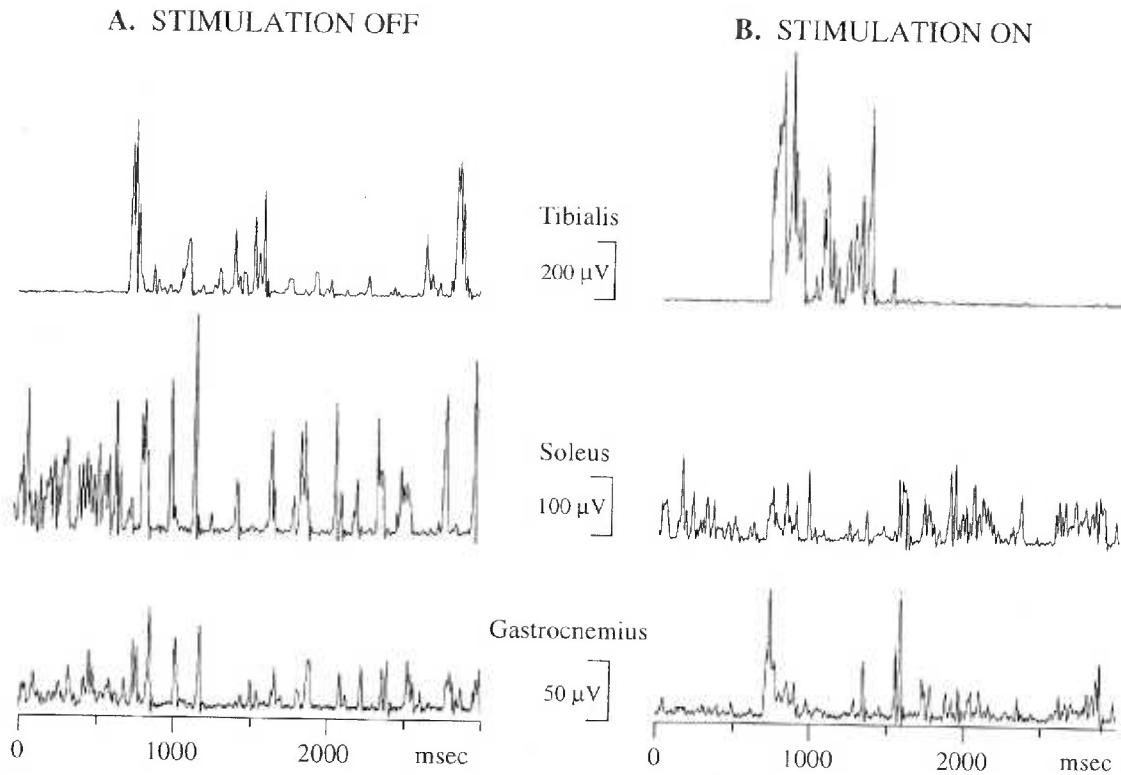 A. STIMULATION OFF
B. STIMULATION ON
Tibialis
200 µV
Soleus
100 µV
Gastrocnemius
50 µV
0 1000 2000 msec
0 1000 2000 msec